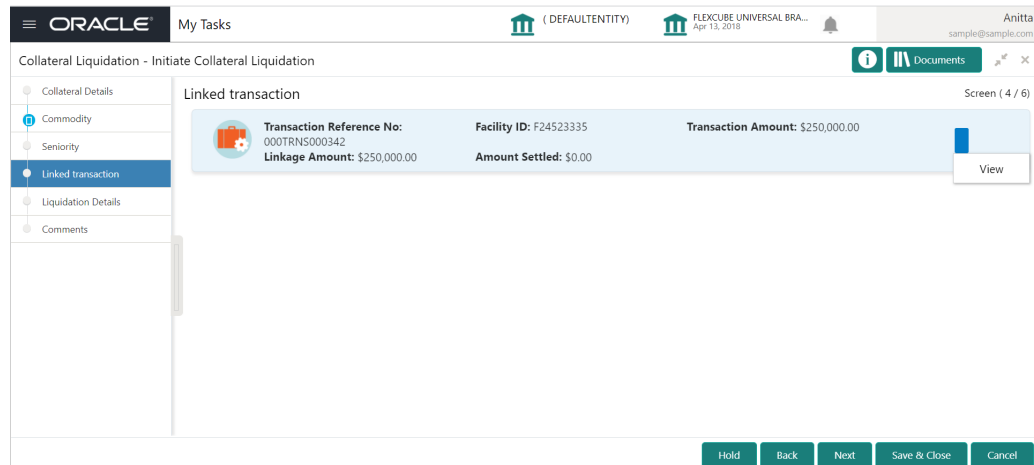 ORACLE
My Tasks
( DEFAULTENTITY)
FLEXCUBE UNIVERSAL BRA...
Apr 13, 2018
Anitta
sample@sample.com
Collateral Liquidation - Initiate Collateral Liquidation
Documents
Collateral Details
Commodity
Seniority
Linked transaction
Liquidation Details
Comments
Linked transaction
Screen ( 4 / 6)
Transaction Reference No:
000TRNS000342
Linkage Amount: $250,000.00
Facility ID: F24523335
Amount Settled: $0.00
Transaction Amount: $250,000.00
View
Hold
Back
Next
Save & Close
Cancel